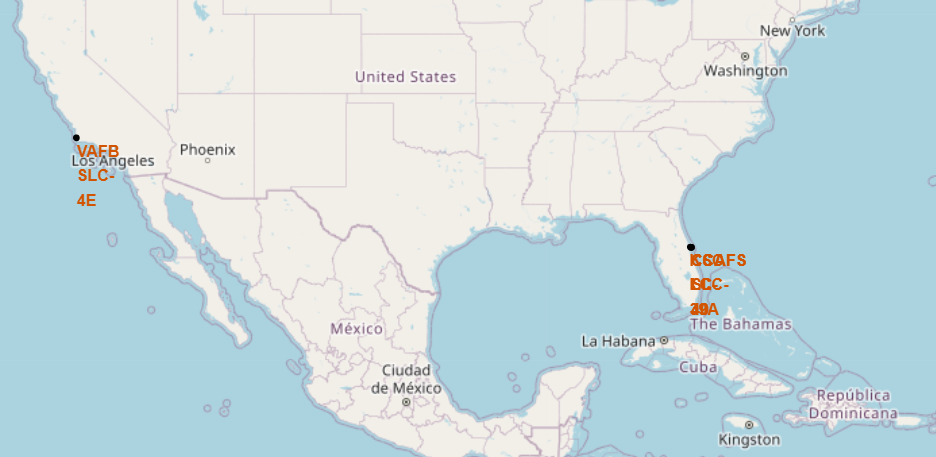 New York
Washington
United States
Phoenix
Los Angeles
VAFB
SLC-
4E
The Bahamas
México
La Habana
Cuba
Ciudad
de México
República
Dominicana
Kingston